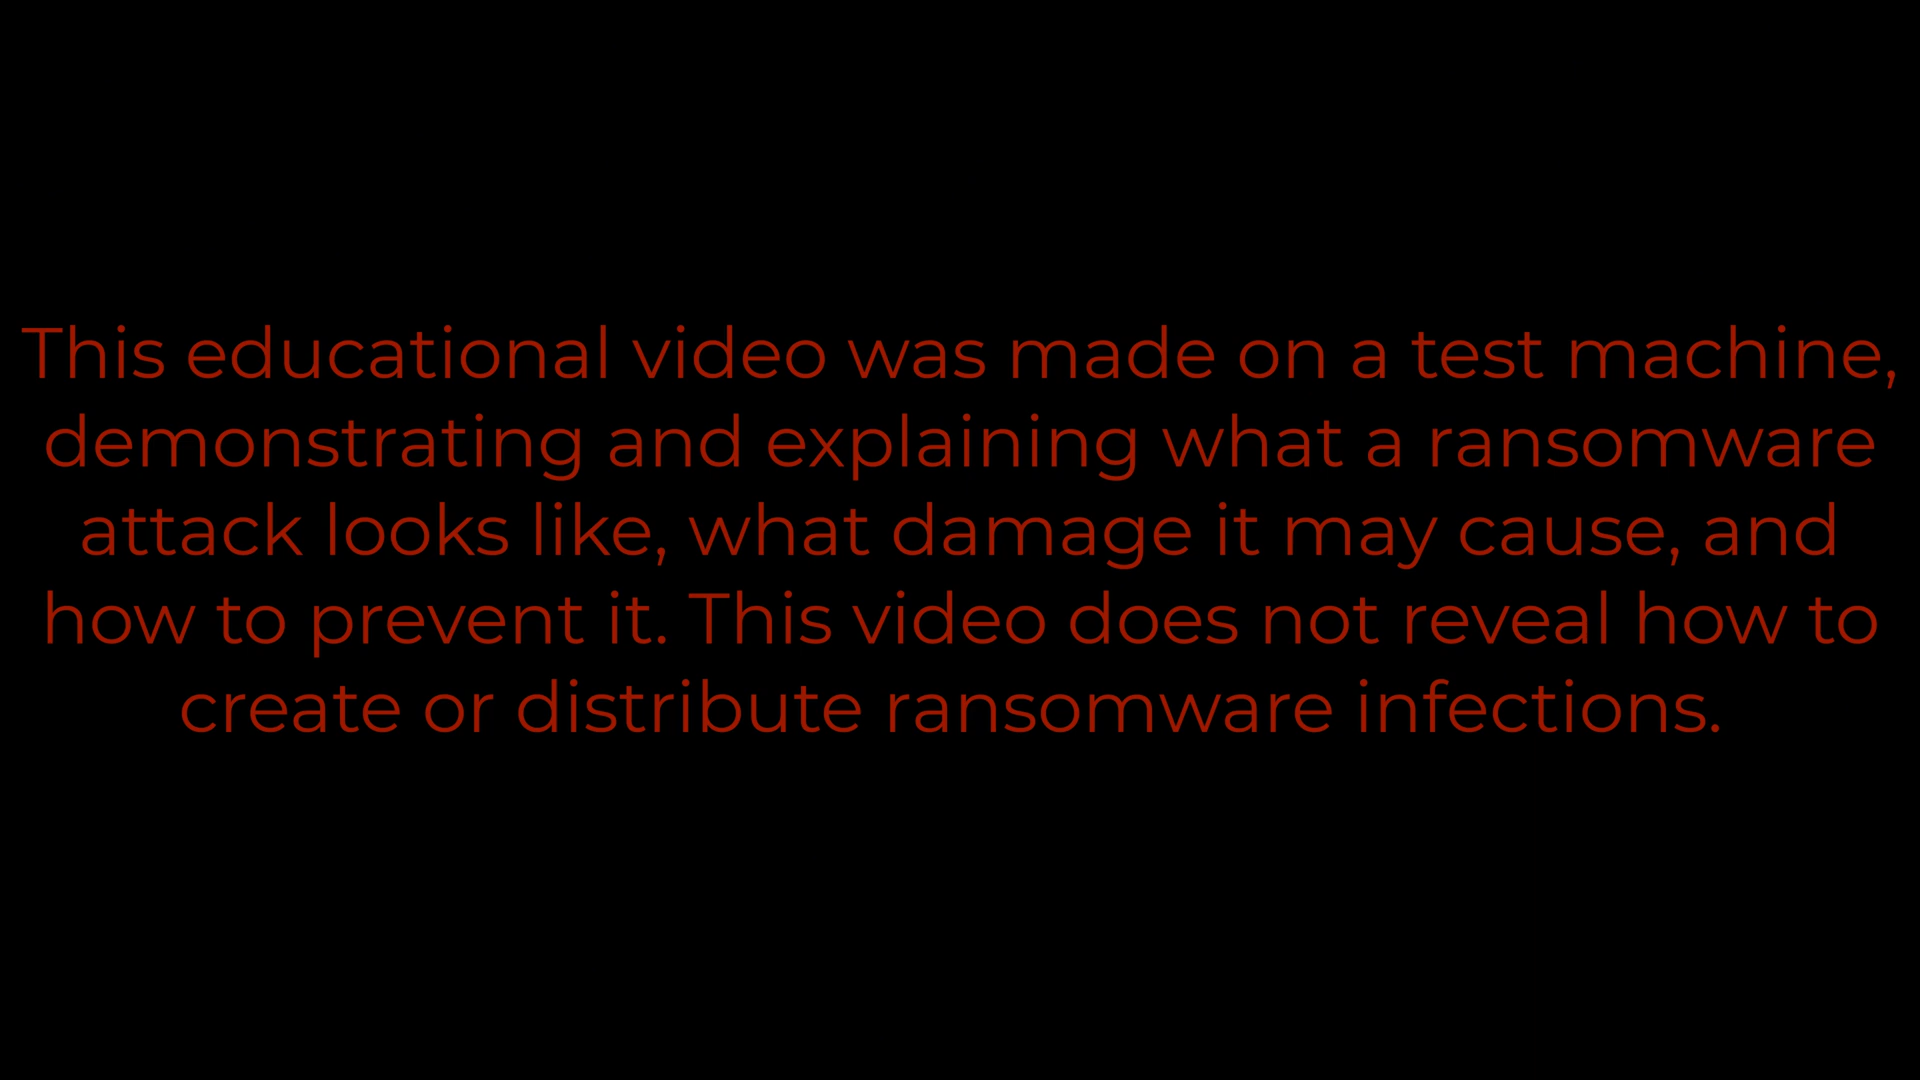 This educational video was made on a test machine,
demonstrating and explaining what a ransomware
attack looks like, what damage it may cause, and
how to prevent it. This video does not reveal how to
create or distribute ransomware infections.